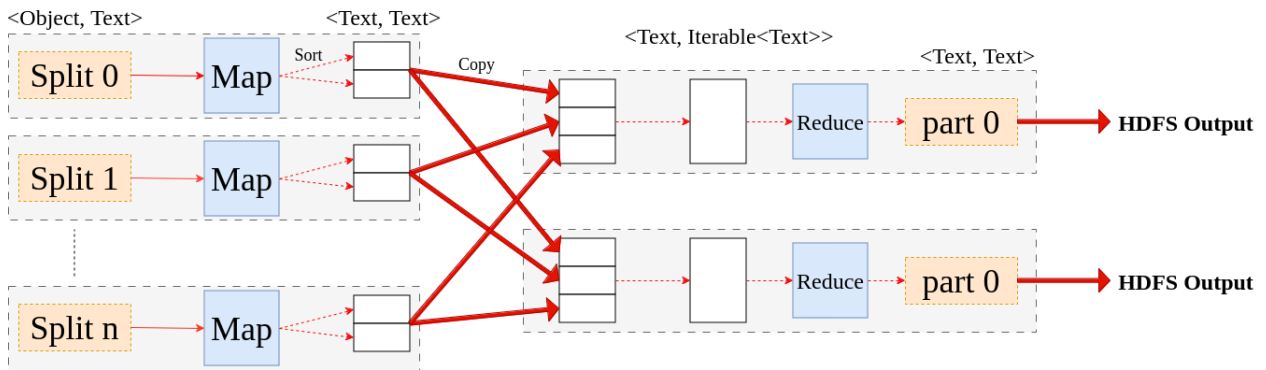 <Object, Text>
<Text, Text>
<Text, Iterable<Text>>
<Text, Text>
Split 0
Map
Sort
Copy
Reduce
part 0
HDFS Output
Split 1
Map
Split n
Map
Reduce
part 0
HDFS Output